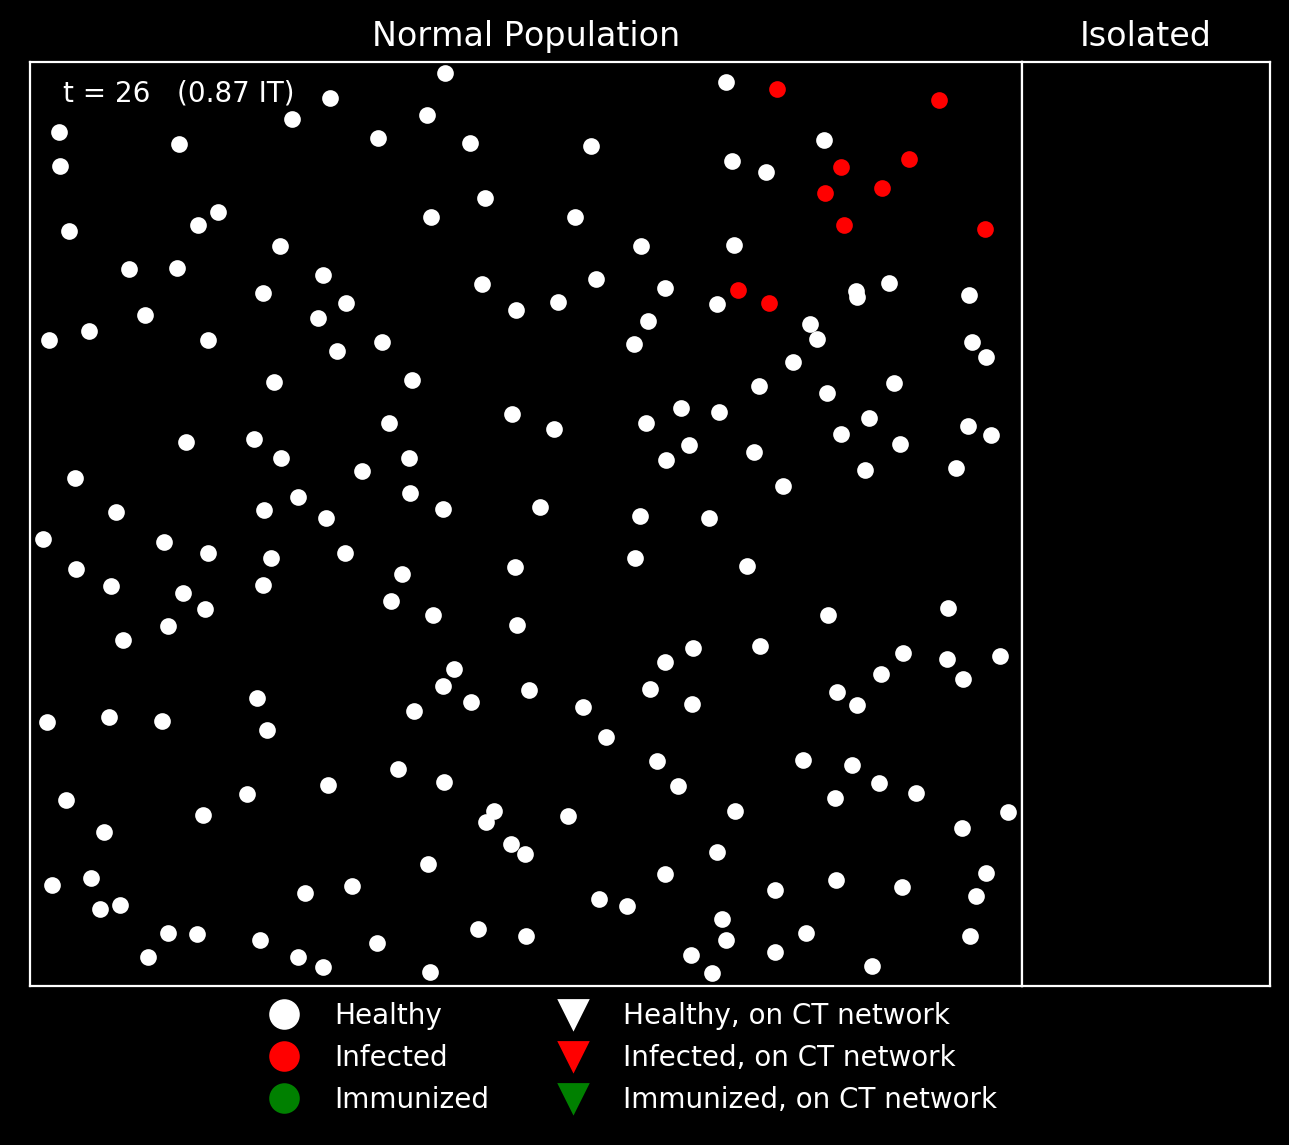 Normal Population
Isolated
t = 26   (0.87 IT)
Healthy
Infected
Immunized
Healthy, on CT network
Infected, on CT network
Immunized, on CT network